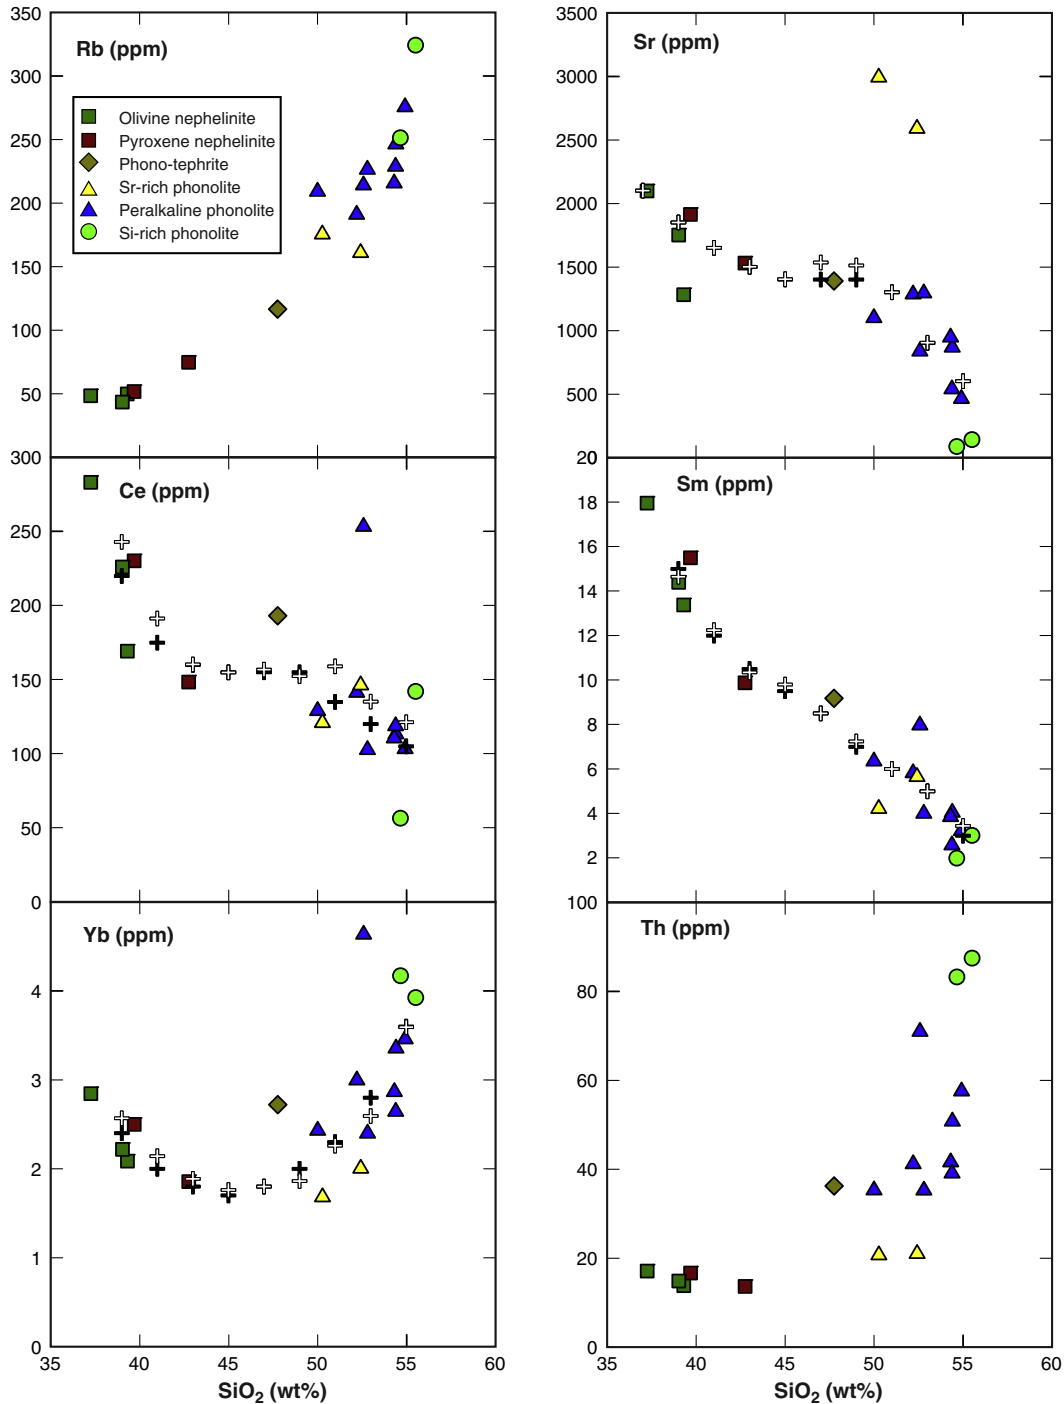 350
Rb (ppm)
300
250
200
150
100
50
Olivine nephelinite
Pyroxene nephelinite
Phono-tephrite
Sr-rich phonolite
Peralkaline phonolite
Si-rich phonolite
3500
Sr (ppm)
3000
2500
2000
1500
1000
500
0
300
Ce (ppm)
250
200
150
100
50
0
20
Sm (ppm)
18
16
14
12
10
8
6
4
2
Yb (ppm)
4
3
2
1
0
35 40 45 50 55 60
SiO2 (wt%)
100
Th (ppm)
80
60
40
20
0
35 40 45 50 55 60
SiO2 (wt%)